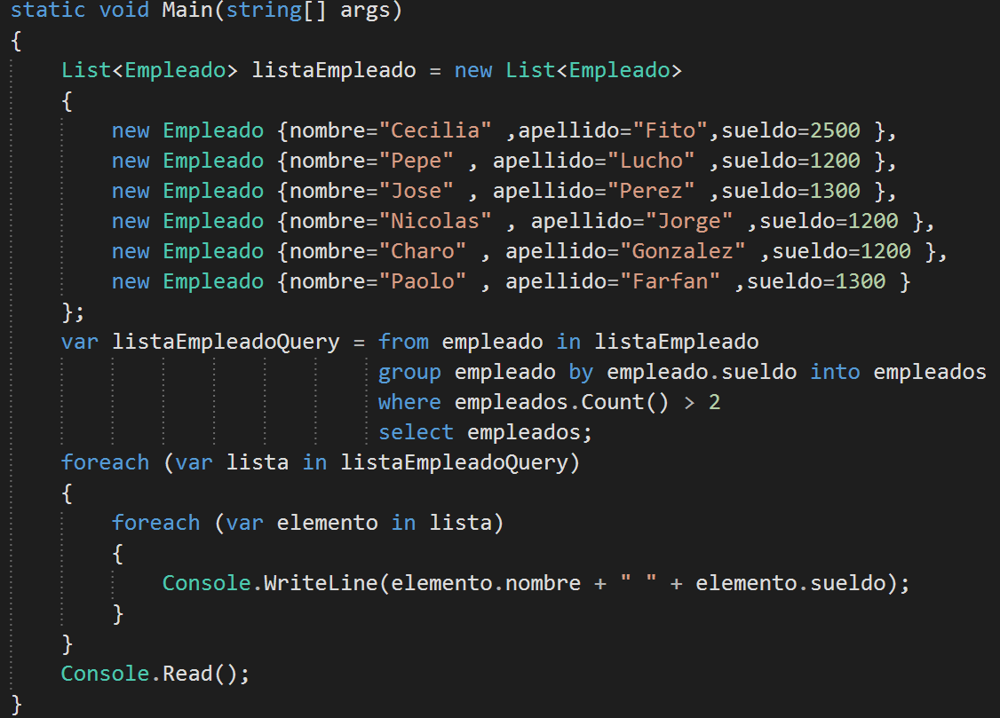 static void Main(string[] args)
{
    List<Empleado> listaEmpleado = new List<Empleado>
    {
        new Empleado {nombre="Cecilia" ,apellido="Fito",sueldo=2500 },
        new Empleado {nombre="Pepe" , apellido="Lucho" ,sueldo=1200 },
        new Empleado {nombre="Jose" , apellido="Perez" ,sueldo=1300 },
        new Empleado {nombre="Nicolas" , apellido="Jorge" ,sueldo=1200 },
        new Empleado {nombre="Charo" , apellido="Gonzalez" ,sueldo=1200 },
        new Empleado {nombre="Paolo" , apellido="Farfan" ,sueldo=1300 }
    };
    var listaEmpleadoQuery = from empleado in listaEmpleado
                             group empleado by empleado.sueldo into empleados
                             where empleados.Count() > 2
                             select empleados;
    foreach (var lista in listaEmpleadoQuery)
    {
        foreach (var elemento in lista)
        {
            Console.WriteLine(elemento.nombre + " " + elemento.sueldo);
        }
    }
    Console.Read();
}